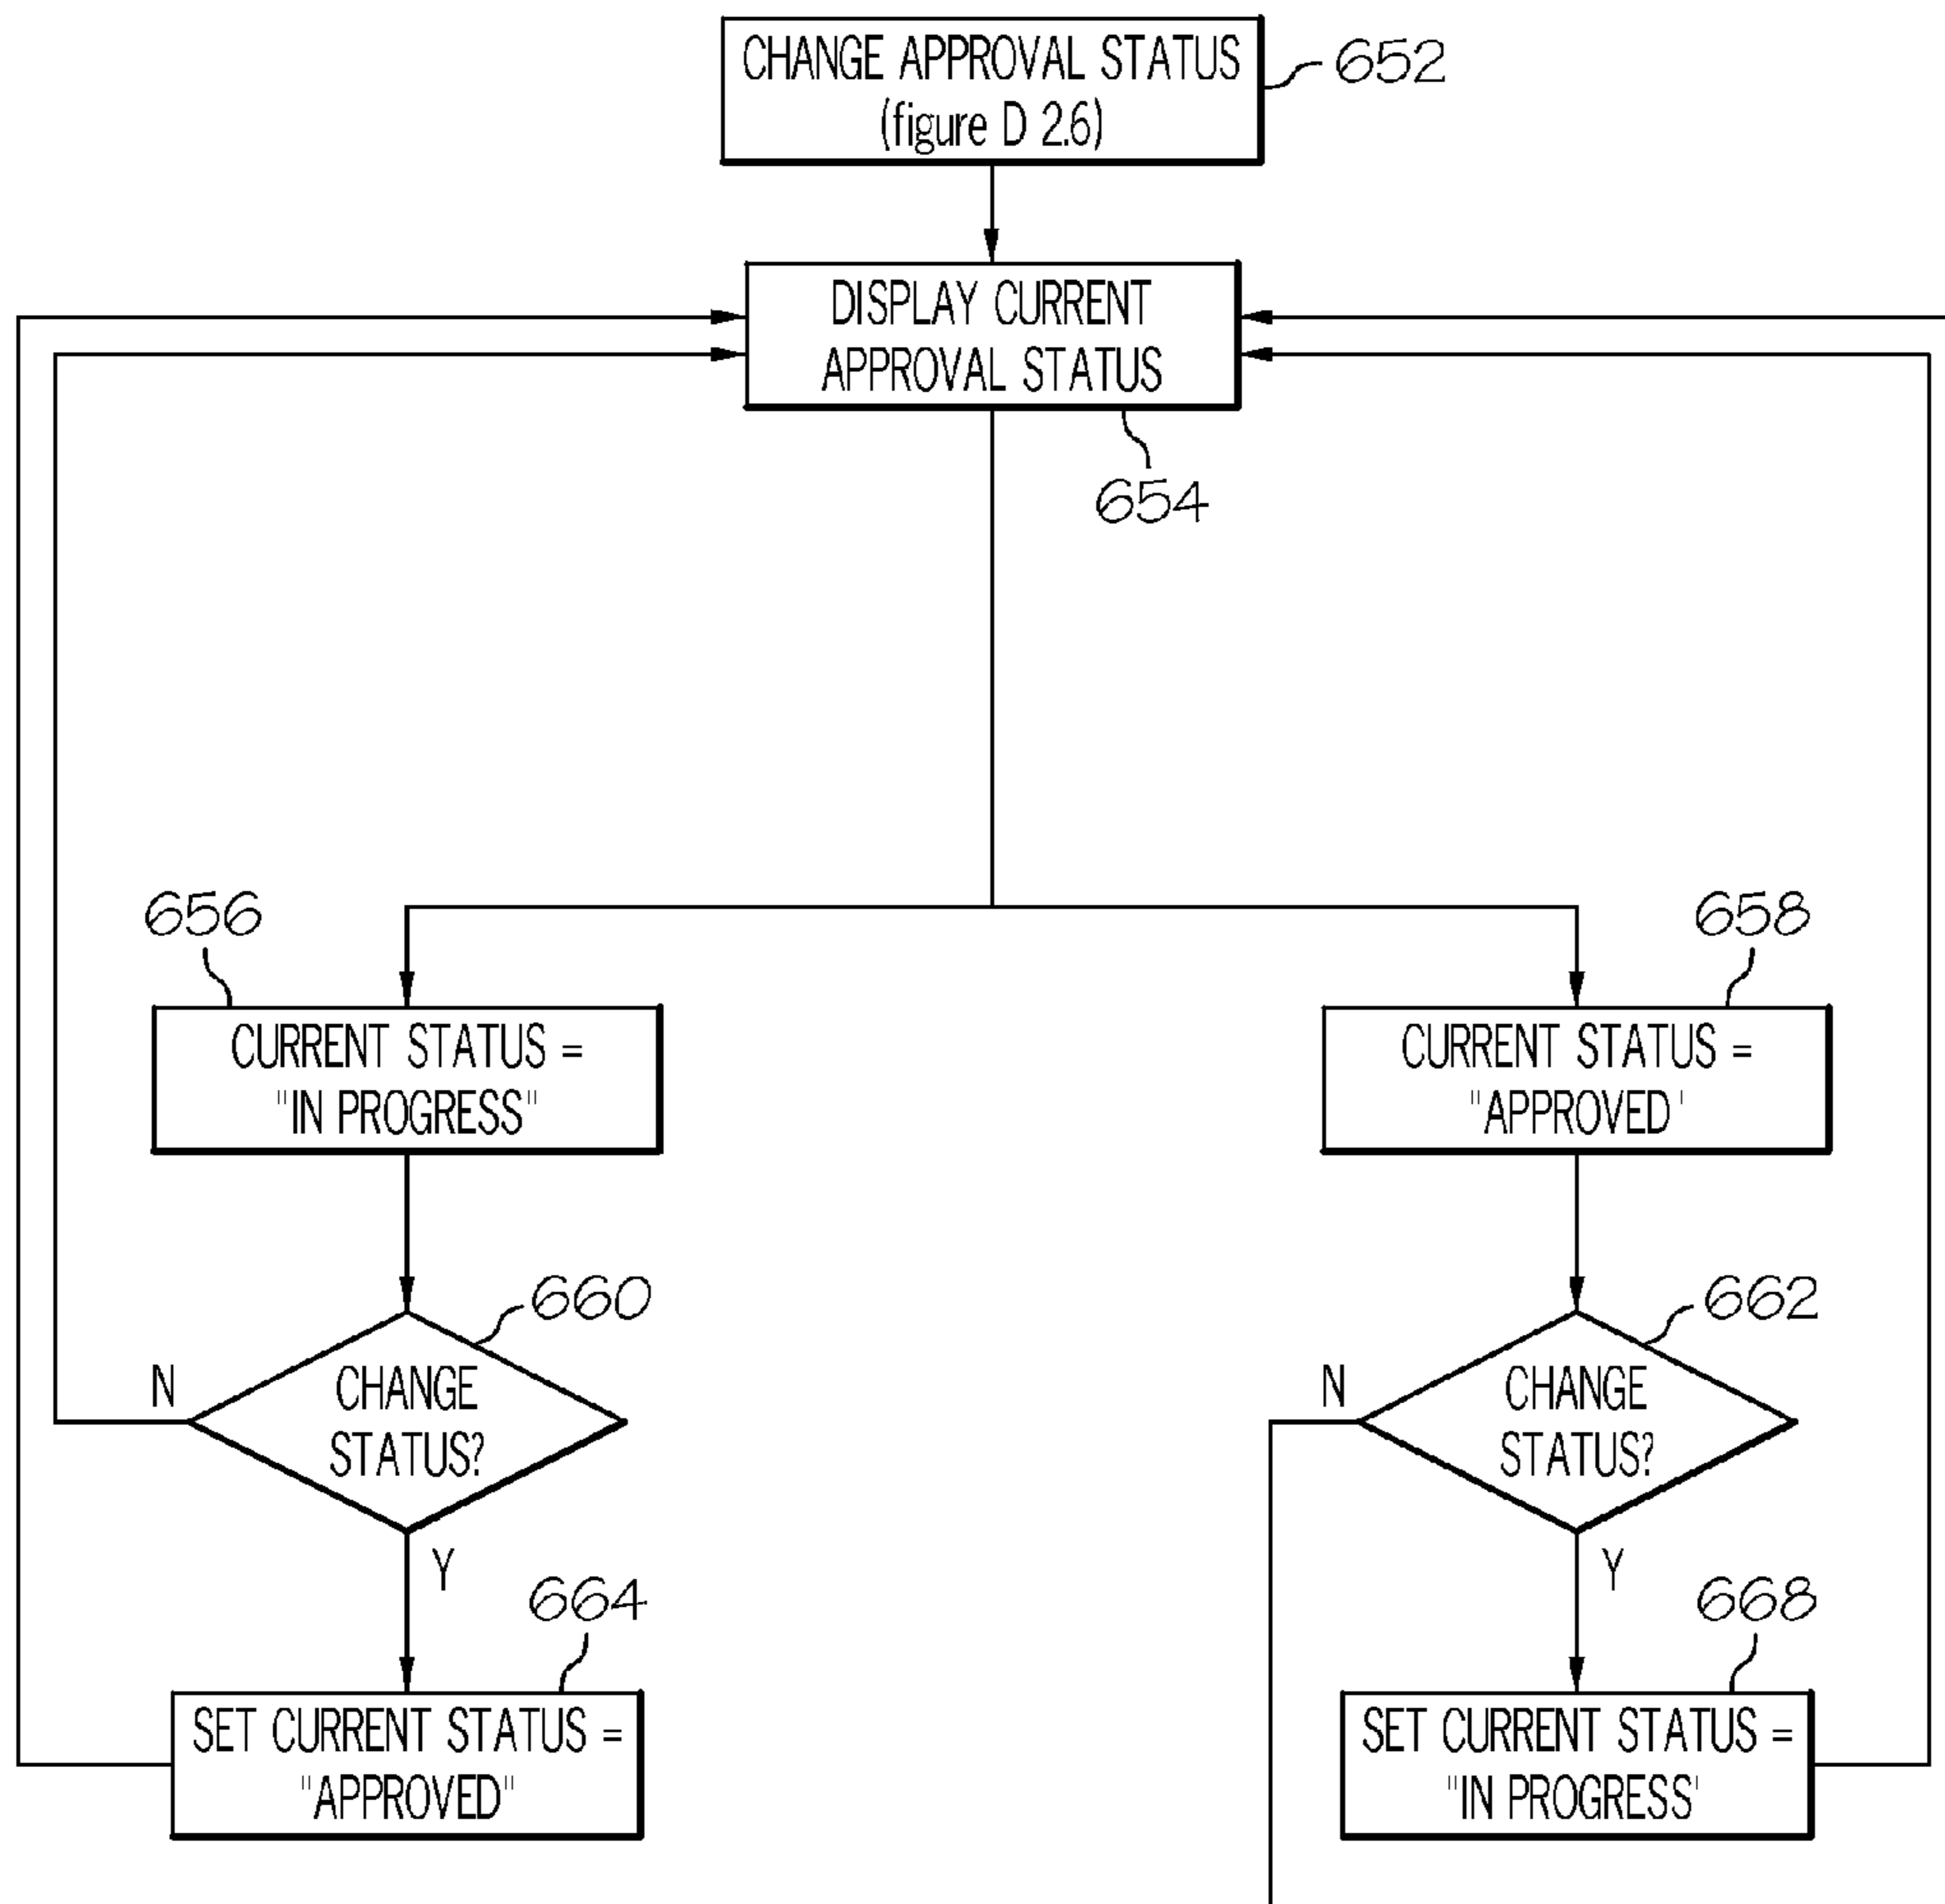 CHANGE APPROVAL STATUS
(figure D 2.6)
652
DISPLAY CURRENT
APPROVAL STATUS
654
656
658
CURRENT STATUS =
"IN PROGRESS"
CURRENT STATUS =
"APPROVED'
660
662
N
CHANGE
STATUS?
N
CHANGE
STATUS?
Y
Y
664
668
SET CURRENT STATUS =
"APPROVED"
SET CURRENT STATUS =
"IN PROGRESS'